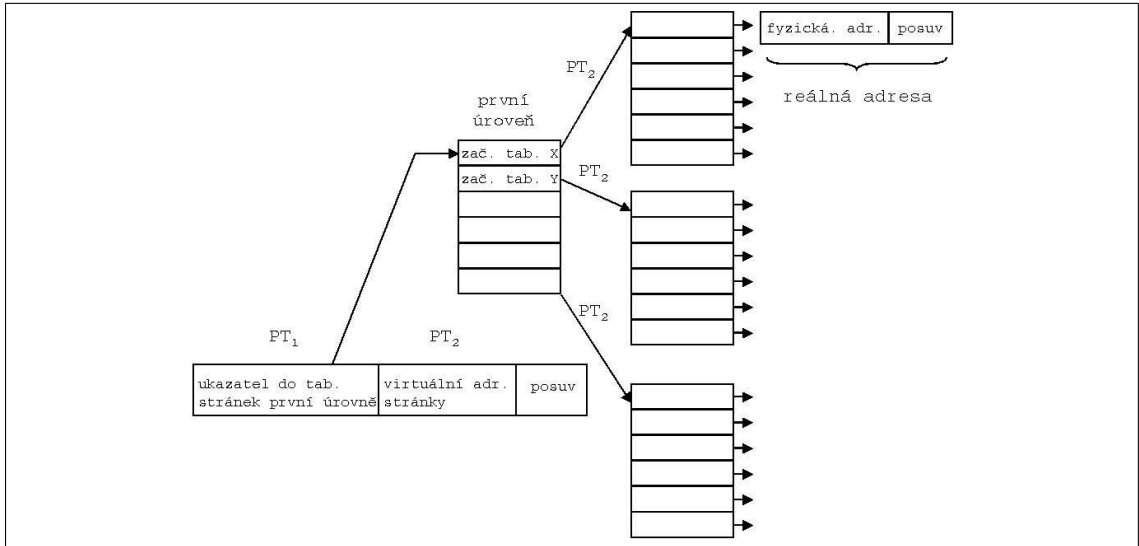 fyzická. adr. posuv
PT2
reálná adresa
první
úroveň
zač. tab. X
zač. tab. Y
PT2
PT2
PT1 PT2
ukazatel do tab.
stránek první úrovně
virtuální adr.
stránky
posuv